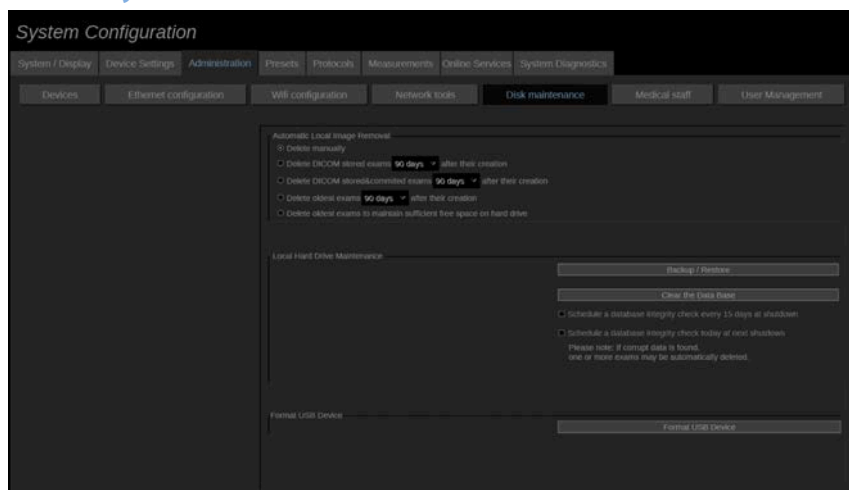 System Configuration
System / Display Device Settings Administration Presets Protocols Measurements Online Services System Diagnostics
Devices Ethernet configuration Wifi configuration Network tools Disk maintenance Medical staff User Management
Automatic Local Image Removal
Delete manually
Delete DICOM stored exams 90 days after their creation
Delete DICOM stored&commited exams 90 days after their creation
Delete oldest exams 90 days after their creation
Delete oldest exams to maintain sufficient free space on hard drive
Local Hard Drive Maintenance
Backup / Restore
Clear the Data Base
Schedule a database integrity check every 15 days at shutdown
Schedule a database integrity check today at next shutdown
Please note: If corrupt data is found,
one or more exams may be automatically deleted.
Format USB Device
Format USB Device